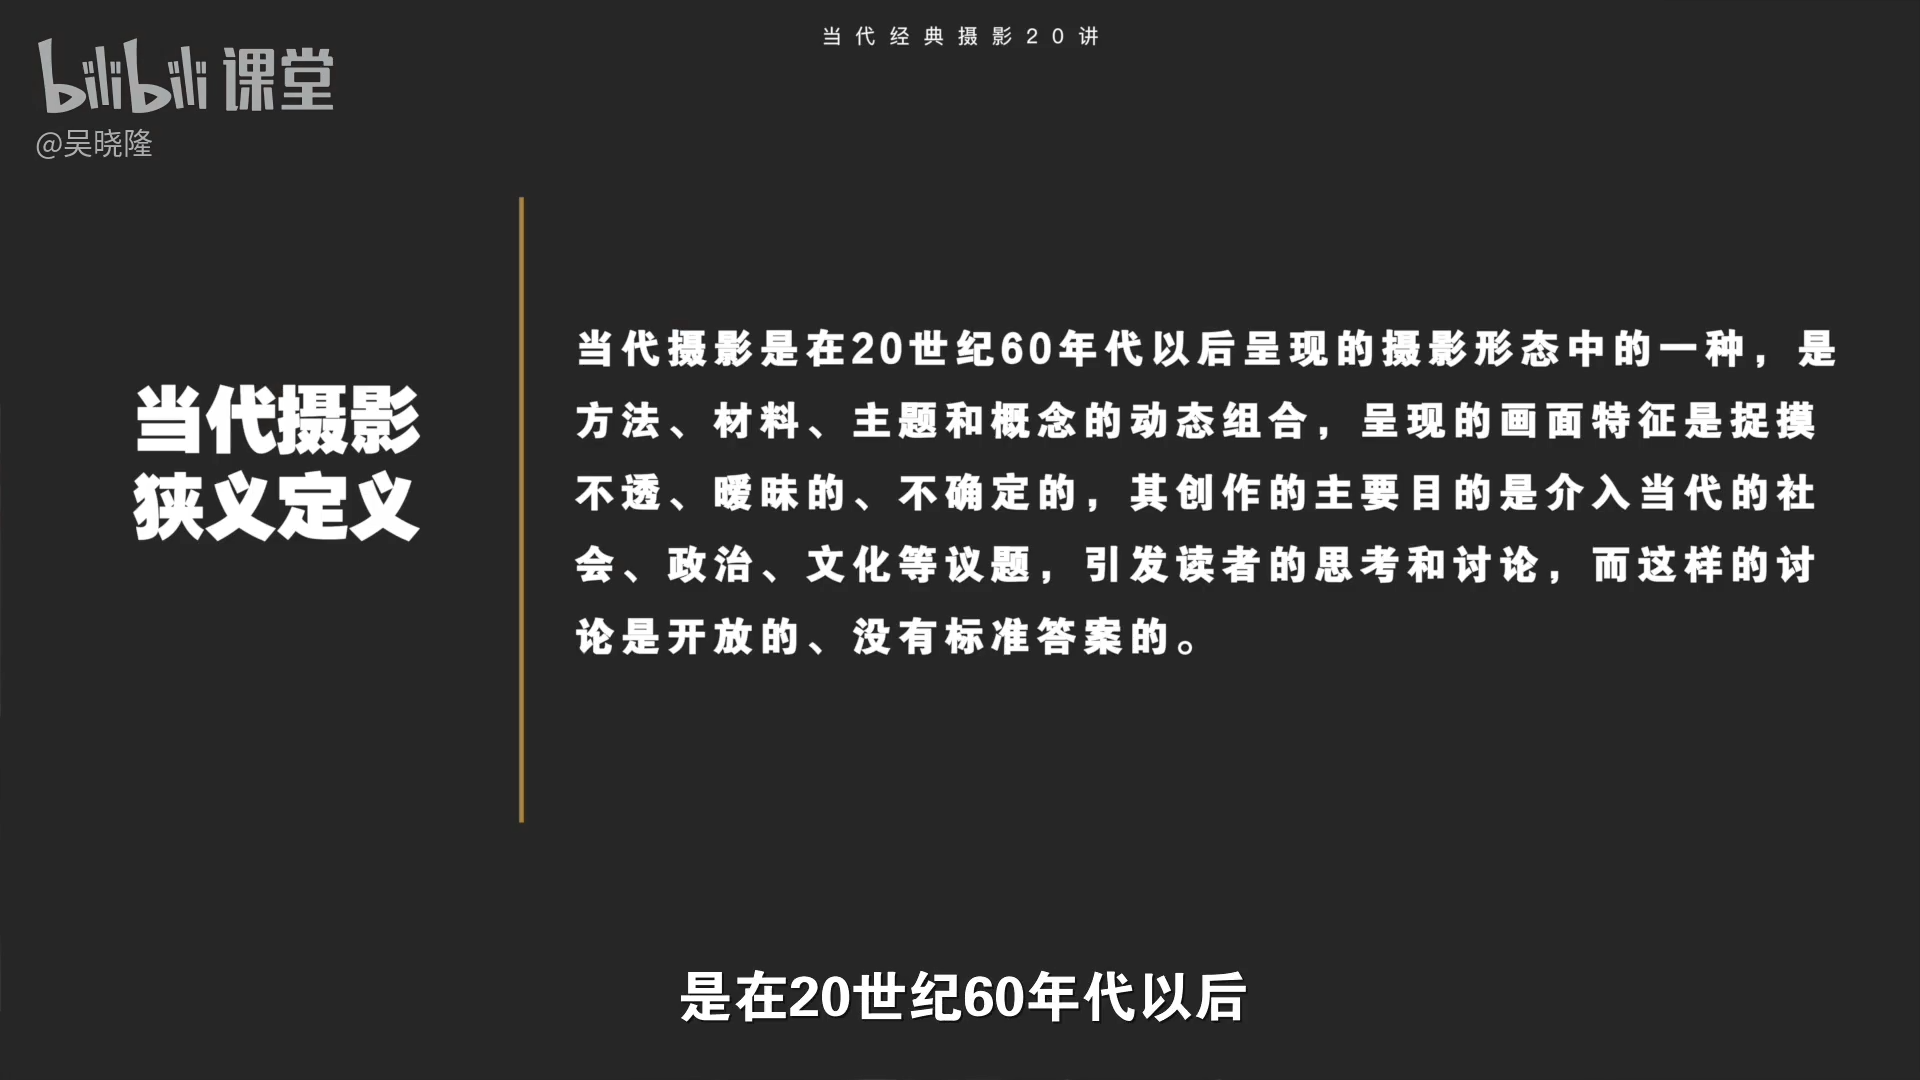 当代经典摄影20讲
bilibili课堂
@吴晓隆
当代摄影
狭义定义
当代摄影是在20世纪60年代以后呈现的摄影形态中的一种，是
方法、材料、主题和概念的动态组合，呈现的画面特征是捉摸
不透、暧昧的、不确定的，其创作的主要目的是介入当代的社
会、政治、文化等议题，引发读者的思考和讨论，而这样的讨
论是开放的、没有标准答案的。
是在20世纪60年代以后